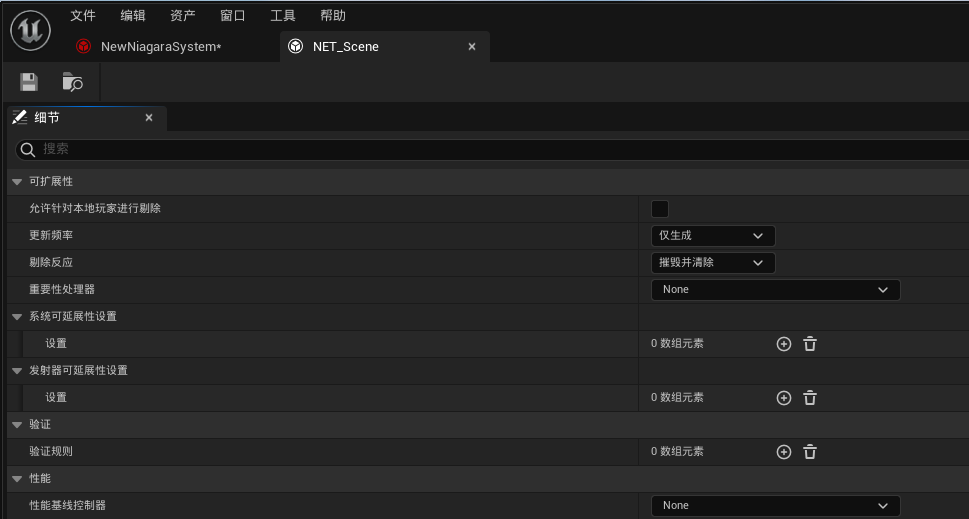 文件 编辑 资产 窗口 工具 帮助
NewNiagaraSystem* NET_Scene
细节
搜索
可扩展性
允许针对本地玩家进行剔除
更新频率 仅生成
剔除反应 摧毁并清除
重要性处理器 None
系统可延展性设置
设置 0 数组元素
发射器可延展性设置
设置 0 数组元素
验证
验证规则 0 数组元素
性能
性能基线控制器 None